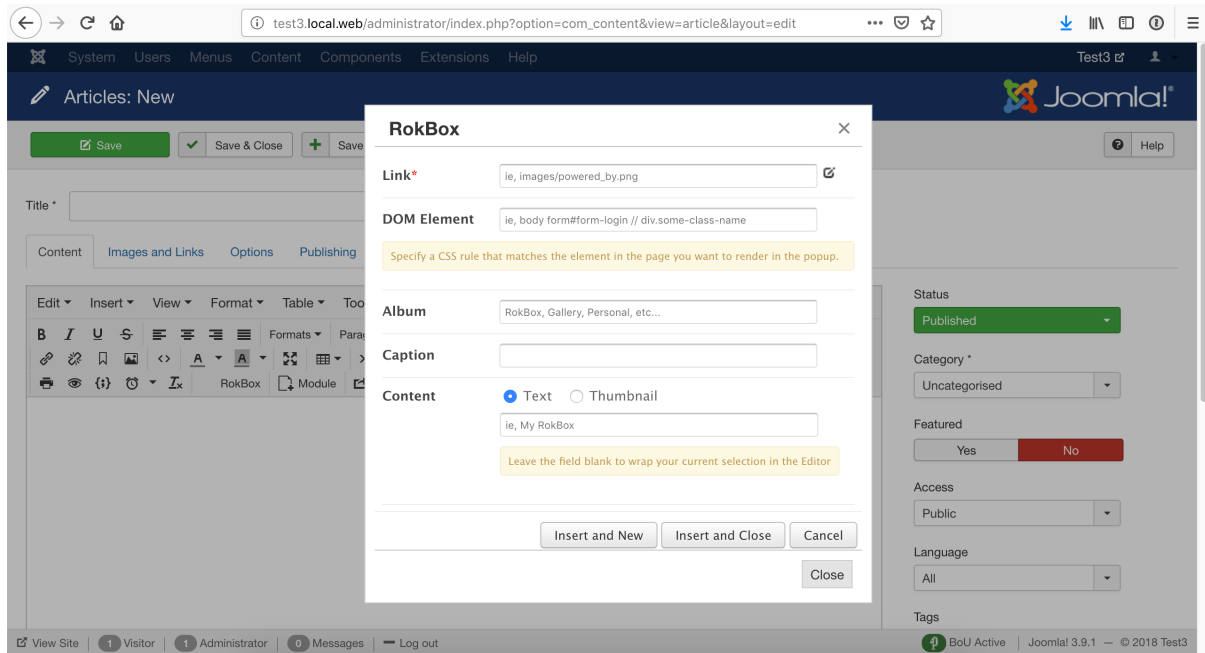 test3.local.web/administrator/index.php?option=com_content&view=article&layout=edit
System Users Menus Content Components Extensions Help Test3
Articles: New
Joomla!®
Save Save & Close Save Help
RokBox
Link*
ie, images/powered_by.png
Title *
DOM Element
ie, body form#form-login // div.some-class-name
Specify a CSS rule that matches the element in the page you want to render in the popup.
Content Images and Links Options Publishing
Edit Insert View Format Table Too
B I U S Formats Para
A A
RokBox Module
Album
RokBox, Gallery, Personal, etc...
Caption
Content
Text Thumbnail
ie, My RokBox
Leave the field blank to wrap your current selection in the Editor
Insert and New Insert and Close Cancel
Close
Status
Published
Category *
Uncategorised
Featured
Yes No
Access
Public
Language
All
Tags
View Site 1 Visitor 1 Administrator 0 Messages Log out BoU Active Joomla! 3.9.1 — © 2018 Test3